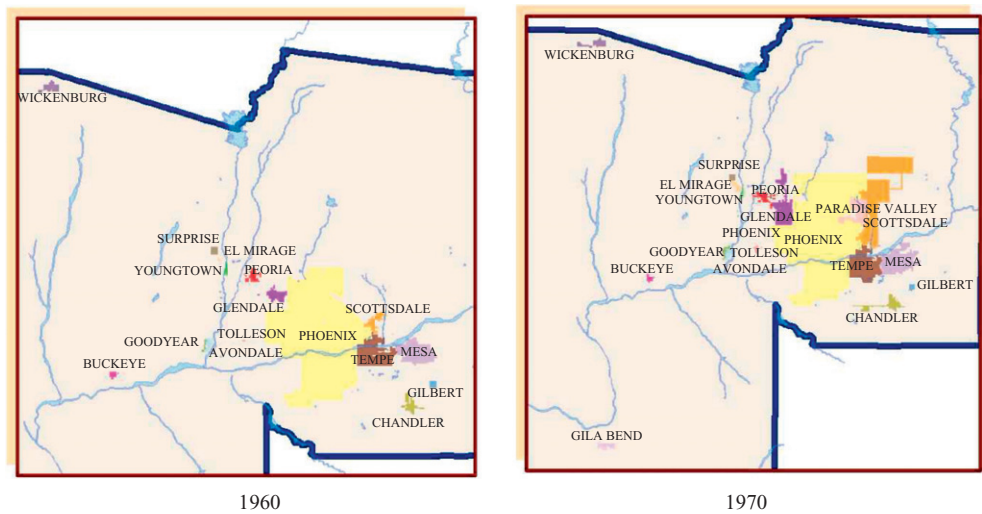 WICKENBURG
SURPRISE
EL MIRAGE
YOUNGTOWN
PEORIA
GLENDALE
SCOTTSDALE
TOLLESON
PHOENIX
GOODYEAR
AVONDALE
TEMPE
MESA
BUCKEYE
GILBERT
CHANDLER
1960
WICKENBURG
SURPRISE
EL MIRAGE
PEORIA
YOUNGTOWN
PARADISE VALLEY
GLENDALE
SCOTTSDALE
PHOENIX
PHOENIX
GOODYEAR
TOLLESON
BUCKEYE
AVONDALE
TEMPE
MESA
GILBERT
CHANDLER
GILA BEND
1970